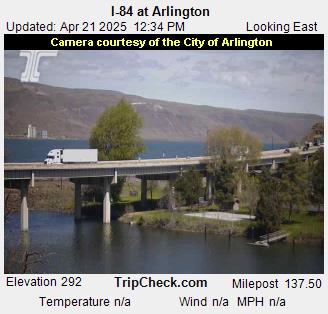 I-84 at Arlington
Updated: Apr 21 2025 12:34 PM Looking East
Camera courtesy of the City of Arlington
Elevation 292 TripCheck.com Milepost 137.50
Temperature n/a Wind n/a MPH n/a